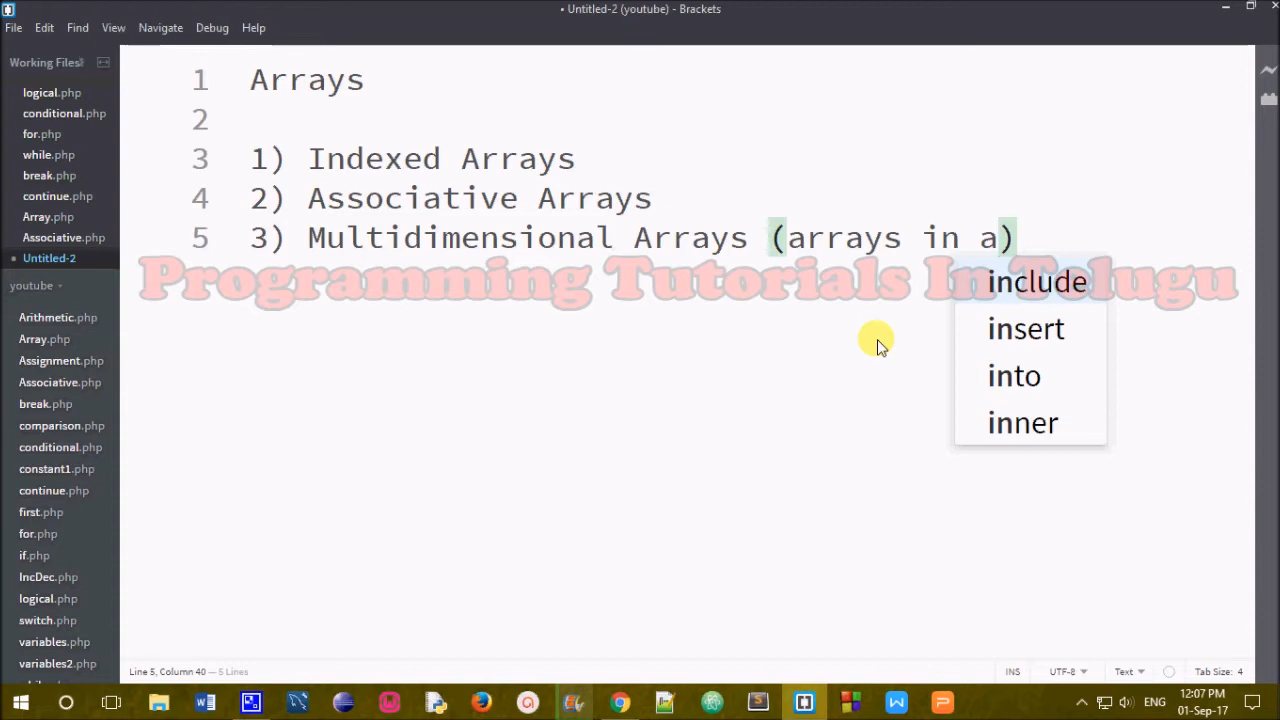 • Untitled-2 (youtube) - Brackets
File Edit Find View Navigate Debug Help
Working Files
logical.php
conditional.php
for.php
while.php
break.php
continue.php
Array.php
Associative.php
• Untitled-2
youtube
Arithmetic.php
Array.php
Assignment.php
Associative.php
break.php
comparison.php
conditional.php
constant1.php
continue.php
first.php
for.php
if.php
IncDec.php
logical.php
switch.php
variables.php
variables2.php
1 Arrays
2
3 1) Indexed Arrays
4 2) Associative Arrays
5 3) Multidimensional Arrays (arrays in a)
Programming Tutorials In Telugu
include
insert
into
inner
Line 5, Column 40 — 5 Lines
INS UTF-8 Text Tab Size: 4
ENG
12:07 PM
01-Sep-17